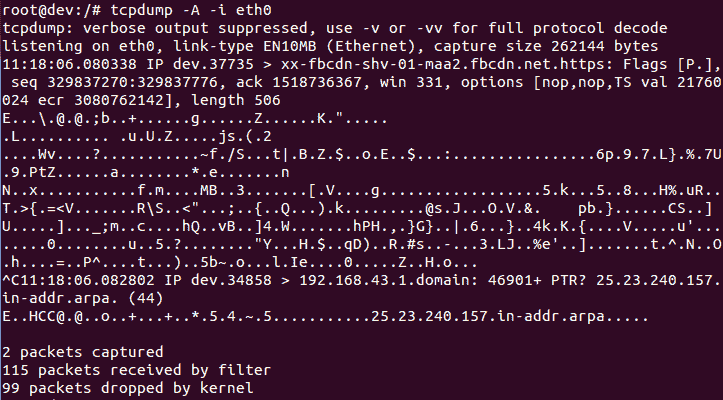 root@dev:/# tcpdump -A -i eth0
tcpdump: verbose output suppressed, use -v or -vv for full protocol decode
listening on eth0, link-type EN10MB (Ethernet), capture size 262144 bytes
11:18:06.080338 IP dev.37735 > xx-fbcdn-shv-01-maa2.fbcdn.net.https: Flags [P.],
 seq 329837270:329837776, ack 1518736367, win 331, options [nop,nop,TS val 21760
024 ecr 3080762142], length 506
E...\.@.@.;b..+......g......Z......K.".....
.L.......... .u.U.Z.....js.(.2
....Wv....?...........~f./S...t|.B.Z.$..o.E..$...:................6p.9.7.L}.%.7U
.9.PtZ......a........*.e.......n
N..x............f.m....MB..3.......[.V....g...................5.k...5..8...H%.uR..
T.>{.=<V.......R\S..<"...;..{..Q...).k.........@s.J...O.V.&.    pb.}......CS..]
U.....]..._;m..c....hQ..vB..]4.W.......hPH.,.}G}..|.6...}..4k.K.{....V.....u'...
.....0........u..5.?........"Y...H.$..qD)..R.#s..-...3.LJ..%e'..].......t.^.N..O
.h....=..P^....t...)..5b~.o...l.Ie....0.....Z..H.o...
^C11:18:06.082802 IP dev.34858 > 192.168.43.1.domain: 46901+ PTR? 25.23.240.157.
in-addr.arpa. (44)
E..HCC@.@..o..+...+..*.5.4.~.5...........25.23.240.157.in-addr.arpa.....

2 packets captured
115 packets received by filter
99 packets dropped by kernel